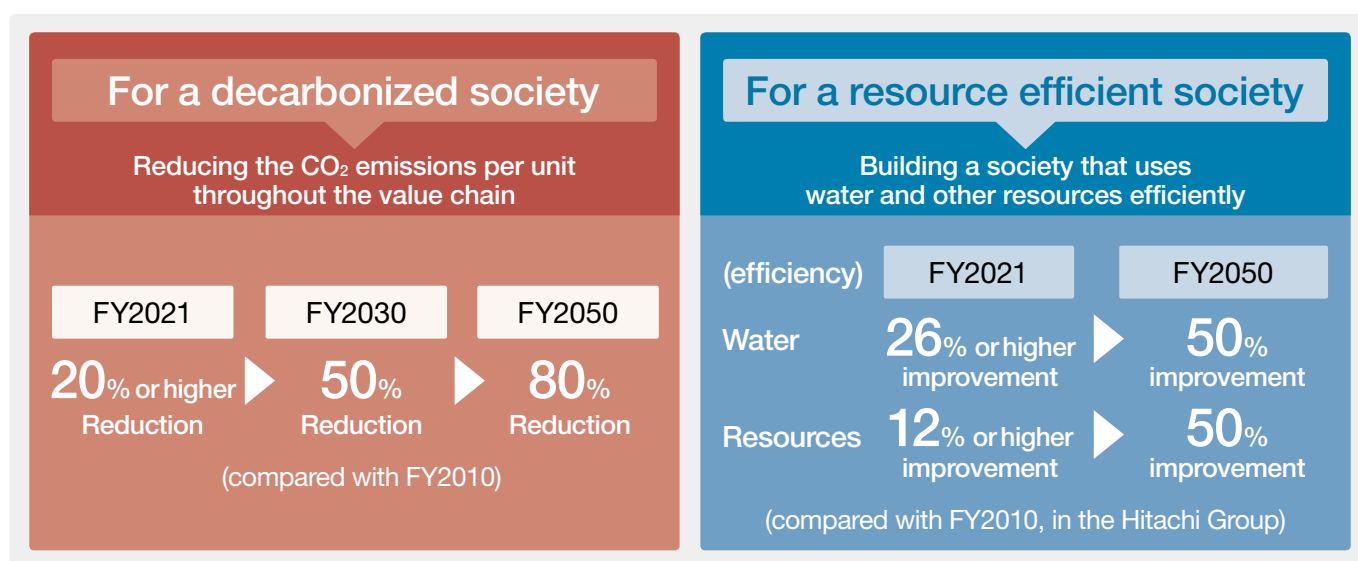 For a decarbonized society
Reducing the CO₂ emissions per unit
throughout the value chain
FY2021 FY2030 FY2050
20% or higher 50% 80%
Reduction Reduction Reduction
(compared with FY2010)
For a resource efficient society
Building a society that uses
water and other resources efficiently
(efficiency) FY2021 FY2050
Water 26% or higher 50%
improvement improvement
Resources 12% or higher 50%
improvement improvement
(compared with FY2010, in the Hitachi Group)